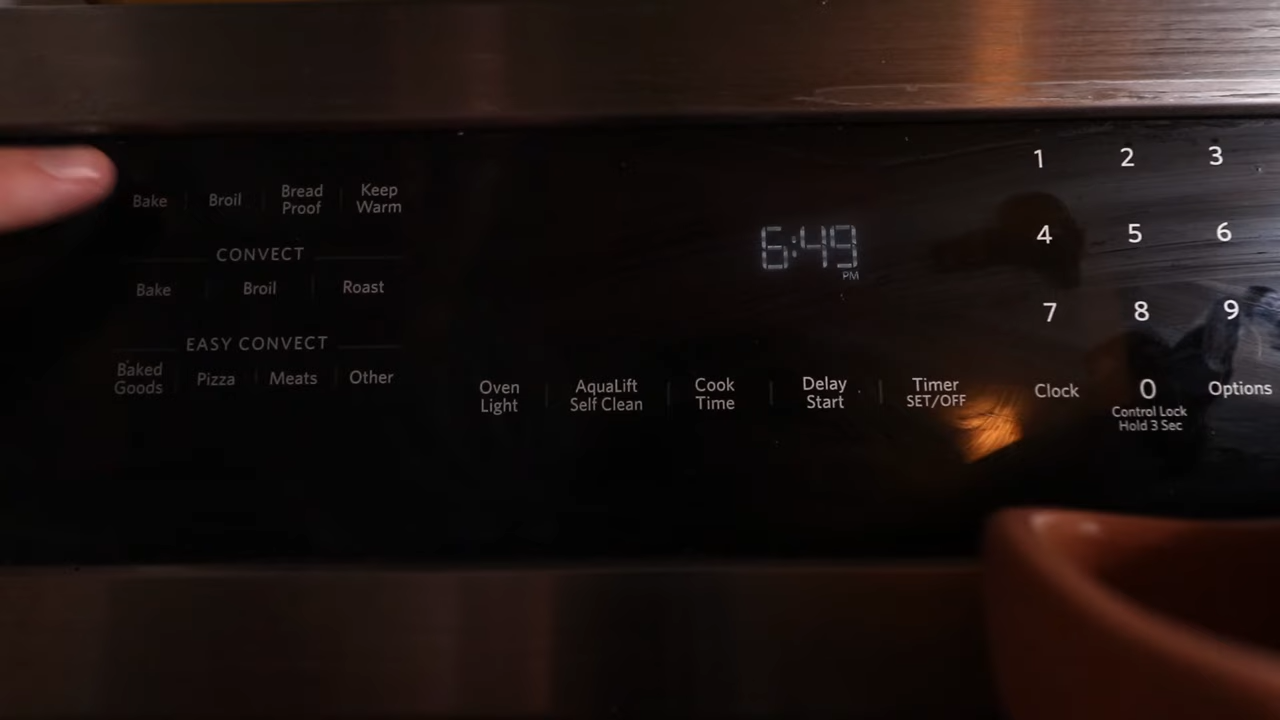 Bake Broil Bread Proof Keep Warm
CONVECT
Bake Broil Roast
EASY CONVECT
Baked Goods Pizza Meats Other
6:49
PM
Oven Light AquaLift Self Clean Cook Time Delay Start Timer SET/OFF
1 2 3
4 5 6
7 8 9
Clock 0 Options
Control Lock
Hold 3 Sec